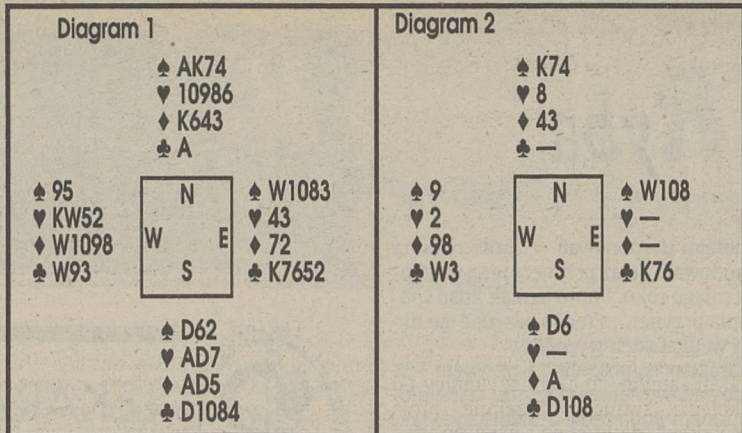 Diagram 1
♠ AK74
♥ 10986
♦ K643
♣ A
♠ 95
♥ KW52
♦ W1098
♣ W93
N
W E
S
♠ W1083
♥ 43
♦ 72
♣ K7652
♠ D62
♥ AD7
♦ AD5
♣ D1084
Diagram 2
♠ K74
♥ 8
♦ 43
♣ —
♠ 9
♥ 2
♦ 98
♣ W3
N
W E
S
♠ W108
♥ —
♦ —
♣ K76
♠ D6
♥ —
♦ A
♣ D108